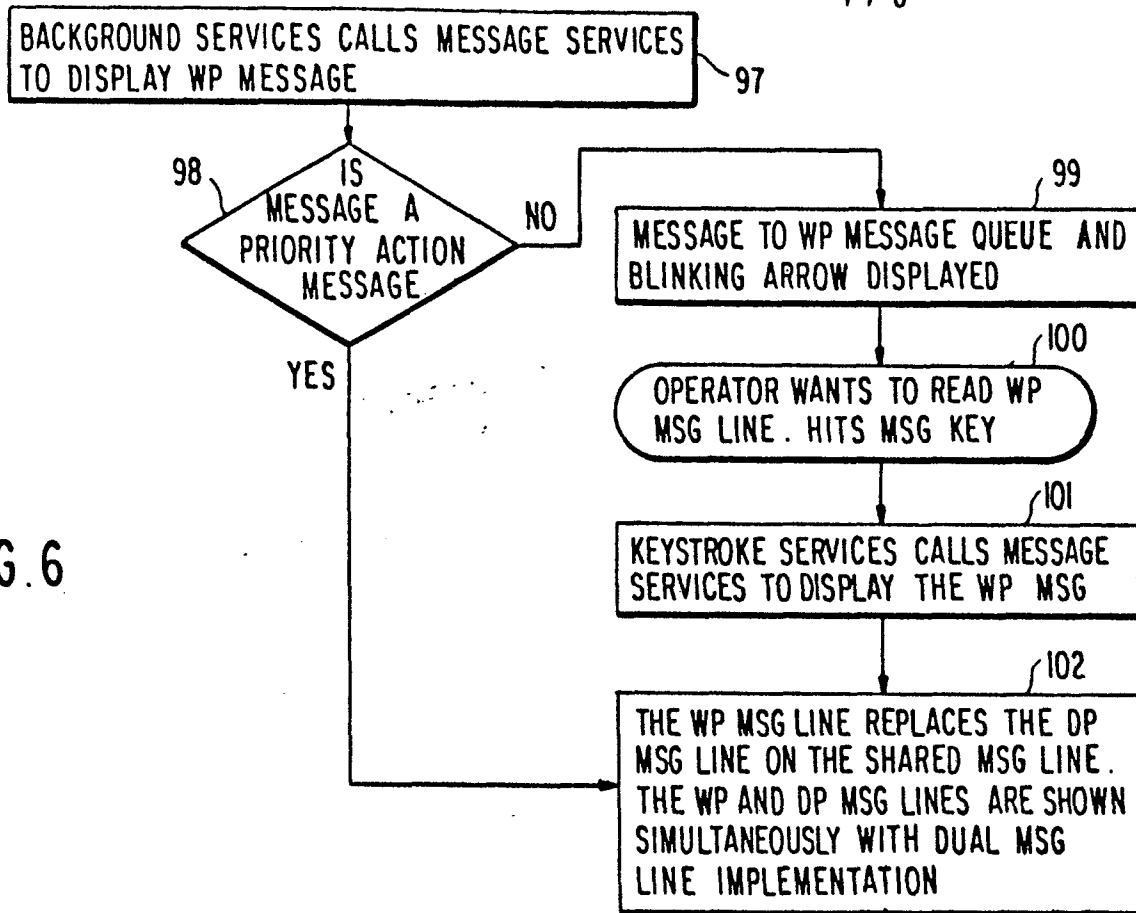 BACKGROUND SERVICES CALLS MESSAGE SERVICES
TO DISPLAY WP MESSAGE
97
98
IS
MESSAGE A
PRIORITY ACTION
MESSAGE
NO
YES
99
MESSAGE TO WP MESSAGE QUEUE AND
BLINKING ARROW DISPLAYED
100
OPERATOR WANTS TO READ WP
MSG LINE. HITS MSG KEY
101
KEYSTROKE SERVICES CALLS MESSAGE
SERVICES TO DISPLAY THE WP MSG
G.6
102
THE WP MSG LINE REPLACES THE DP
MSG LINE ON THE SHARED MSG LINE.
THE WP AND DP MSG LINES ARE SHOWN
SIMULTANEOUSLY WITH DUAL MSG
LINE IMPLEMENTATION